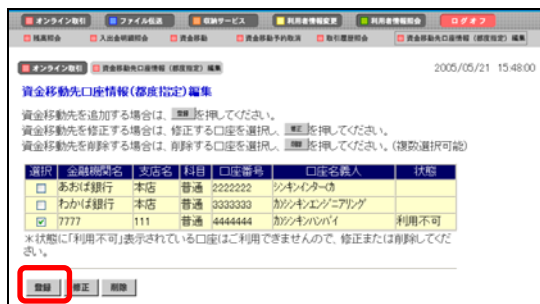 オンライン取引 ファイル伝送 収納サービス 利用者情報変更 利用者情報照会 ログオフ
残高照会 入出金明細照会 資金移動 資金移動予約取消 取引履歴照会 資金移動先口座情報(都度指定)編集
オンライン取引 資金移動先口座情報(都度指定)編集 2005/05/21 15:48:00
資金移動先口座情報(都度指定)編集
資金移動先を追加する場合は、登録を押してください。
資金移動先を修正する場合は、修正する口座を選択し、修正を押してください。
資金移動先を削除する場合は、削除する口座を選択し、削除を押してください。(複数選択可能)
選択 金融機関名 支店名 科目 口座番号 口座名義人 状態
あおば銀行 本店 普通 2222222 シンキンインターカ
わかば銀行 本店 普通 3333333 カ)シンキンエンジニアリング
7777 111 普通 4444444 カ)シンキンハンバイ 利用不可
*状態に「利用不可」表示されている口座はご利用できませんので、修正または削除してくだ
さい。
登録 修正 削除